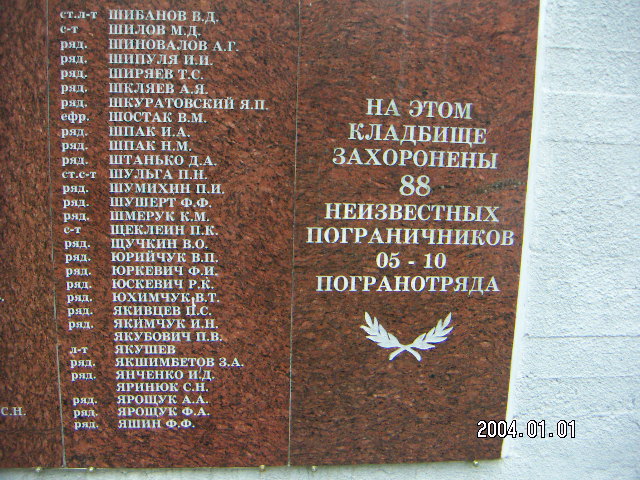 ст.л-т ШИБАНОВ В.Д.
с-т ШИЛОВ М.Д.
ряд. ШИНОВАЛОВ А.Г.
ряд. ШИПУЛЯ И.И.
ряд. ШИРЯЕВ Т.С.
ряд. ШКЛЯЕВ А.Я.
ряд. ШКУРАТОВСКИЙ Я.П.
ефр. ШОСТАК В.М.
ряд. ШПАК И.А.
ряд. ШПАК Н.М.
ряд. ШТАНЬКО Д.А.
ст.с-т ШУЛЬГА П.Н.
ряд. ШУМИХИН П.И.
ряд. ШУШЕРТ Ф.Ф.
ряд. ШМЕРУК К.М.
с-т ЩЕКЛЕИН П.К.
ряд. ЩУЧКИН В.О.
ряд. ЮРИЙЧУК В.П.
ряд. ЮРКЕВИЧ Ф.И.
ряд. ЮСКЕВИЧ Р.К.
ряд. ЮХИМЧУК В.Т.
ряд. ЯКИВЦЕВ П.С.
ряд. ЯКИМЧУК И.Н.
ЯКУБОВИЧ П.В.
л-т ЯКУШЕВ
ряд. ЯКШИМБЕТОВ З.А.
ряд. ЯНЧЕНКО И.Д.
ЯРИНЮК С.Н.
ряд. ЯРОЩУК А.А.
ряд. ЯРОЩУК Ф.А.
ряд. ЯШИН Ф.Ф.
С.Н.
НА ЭТОМ
КЛАДБИЩЕ
ЗАХОРОНЕНЫ
88
НЕИЗВЕСТНЫХ
ПОГРАНИЧНИКОВ
05 - 10
ПОГРАНОТРЯДА
2004.01.01